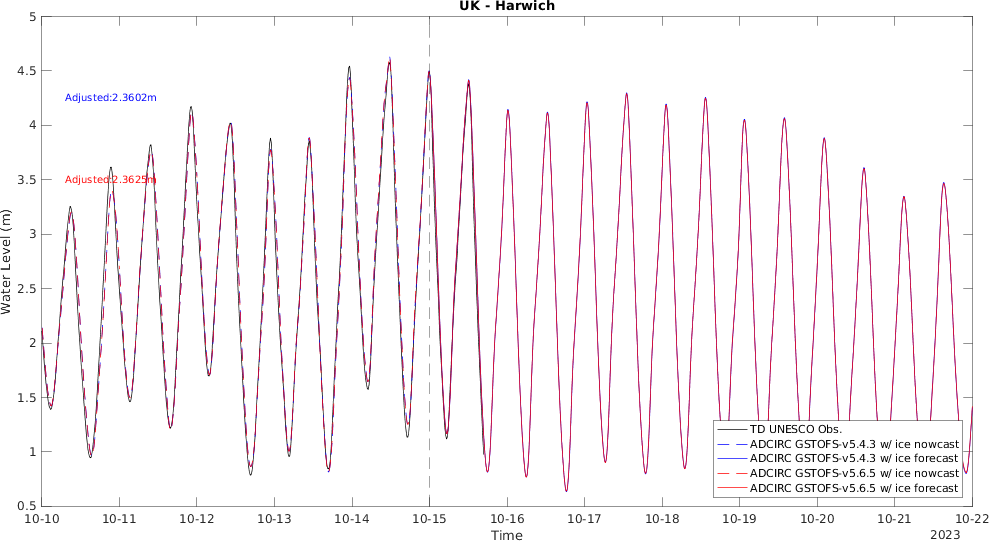 UK - Harwich
5
4.5
4
3.5
3
2.5
2
1.5
1
0.5
Water Level (m)
Adjusted:2.3602m
Adjusted:2.3625m
TD UNESCO Obs.
ADCIRC GSTOFS-v5.4.3 w/ ice nowcast
ADCIRC GSTOFS-v5.4.3 w/ ice forecast
ADCIRC GSTOFS-v5.6.5 w/ ice nowcast
ADCIRC GSTOFS-v5.6.5 w/ ice forecast
10-10 10-11 10-12 10-13 10-14 10-15 10-16 10-17 10-18 10-19 10-20 10-21 10-22
Time
2023